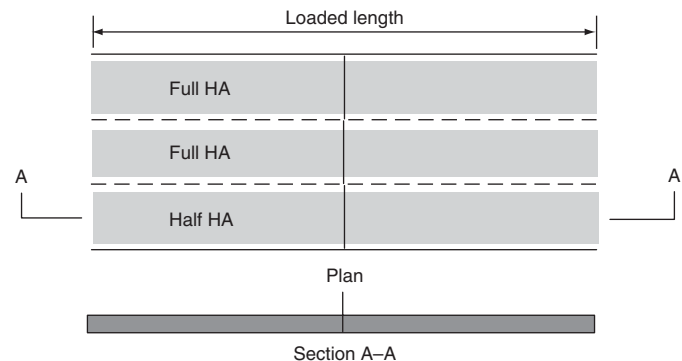 Loaded length
Full HA
Full HA
A
A
Half HA
Plan
Section A–A